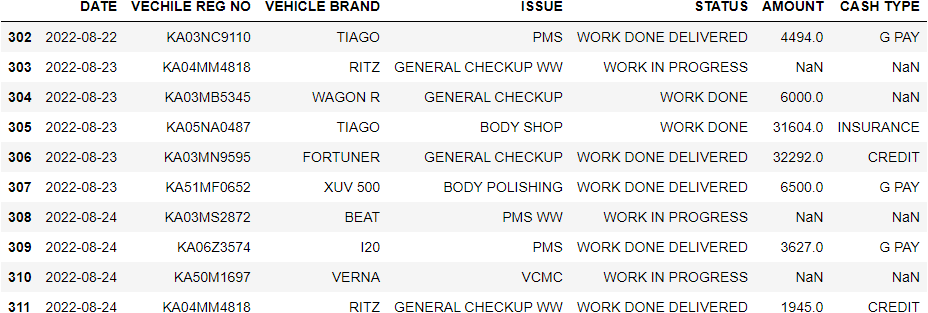 DATE VECHILE REG NO VEHICLE BRAND ISSUE STATUS AMOUNT CASH TYPE
302 2022-08-22 KA03NC9110 TIAGO PMS WORK DONE DELIVERED 4494.0 G PAY
303 2022-08-23 KA04MM4818 RITZ GENERAL CHECKUP WW WORK IN PROGRESS NaN NaN
304 2022-08-23 KA03MB5345 WAGON R GENERAL CHECKUP WORK DONE 6000.0 NaN
305 2022-08-23 KA05NA0487 TIAGO BODY SHOP WORK DONE 31604.0 INSURANCE
306 2022-08-23 KA03MN9595 FORTUNER GENERAL CHECKUP WORK DONE DELIVERED 32292.0 CREDIT
307 2022-08-23 KA51MF0652 XUV 500 BODY POLISHING WORK DONE DELIVERED 6500.0 G PAY
308 2022-08-24 KA03MS2872 BEAT PMS WW WORK IN PROGRESS NaN NaN
309 2022-08-24 KA06Z3574 I20 PMS WORK DONE DELIVERED 3627.0 G PAY
310 2022-08-24 KA50M1697 VERNA VCMC WORK IN PROGRESS NaN NaN
311 2022-08-24 KA04MM4818 RITZ GENERAL CHECKUP WW WORK DONE DELIVERED 1945.0 CREDIT